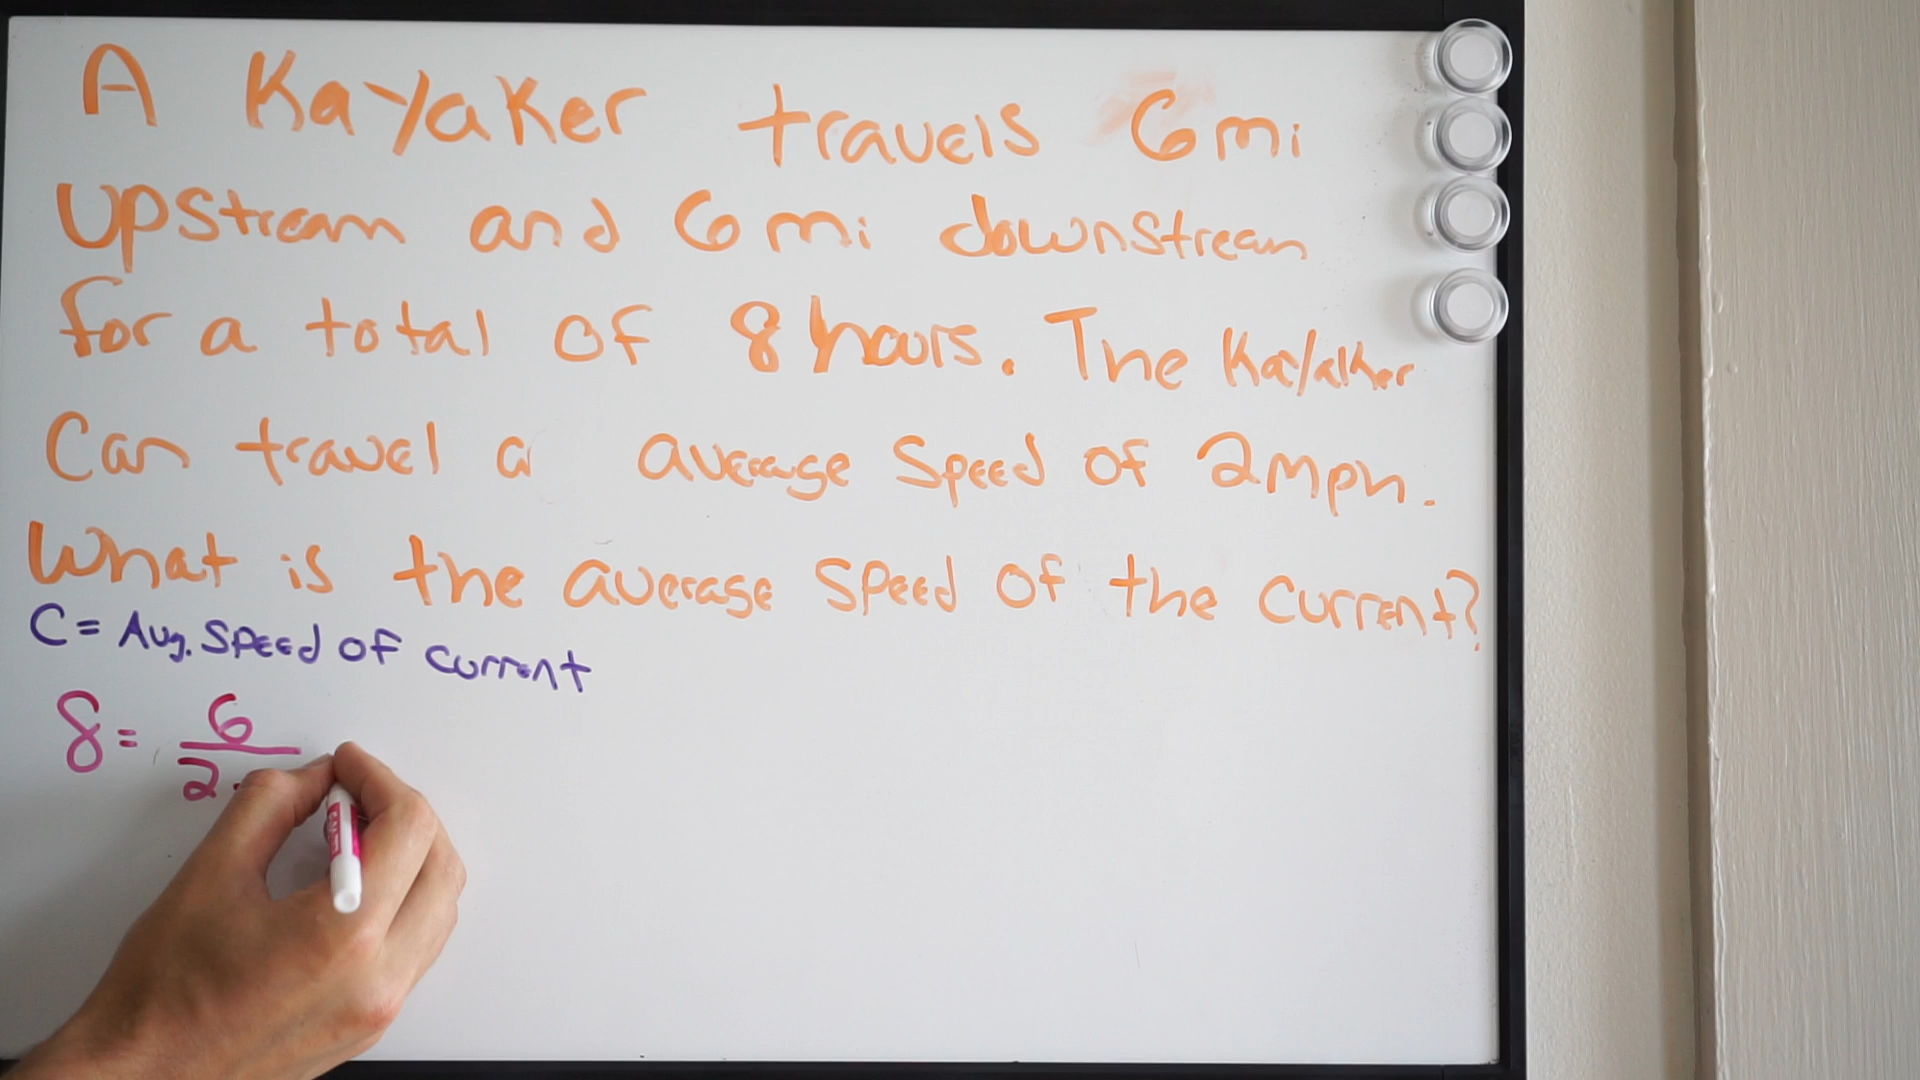 A Kayaker travels 6mi
upstream and 6mi downstream
for a total of 8 hours. The Kayaker
Can travel a average speed of 2mph.
What is the average speed of the current?
C = Avg. Speed of current
8 = 6
2